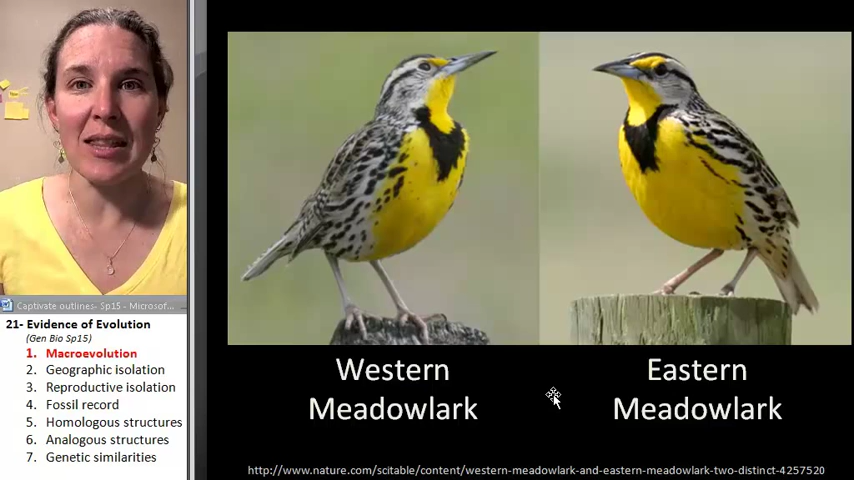 Captivate outlines- Sp15 - Microsof...
21- Evidence of Evolution
(Gen Bio Sp15)
1. Macroevolution
2. Geographic isolation
3. Reproductive isolation
4. Fossil record
5. Homologous structures
6. Analogous structures
7. Genetic similarities
Western
Meadowlark
Eastern
Meadowlark
http://www.nature.com/scitable/content/western-meadowlark-and-eastern-meadowlark-two-distinct-4257520